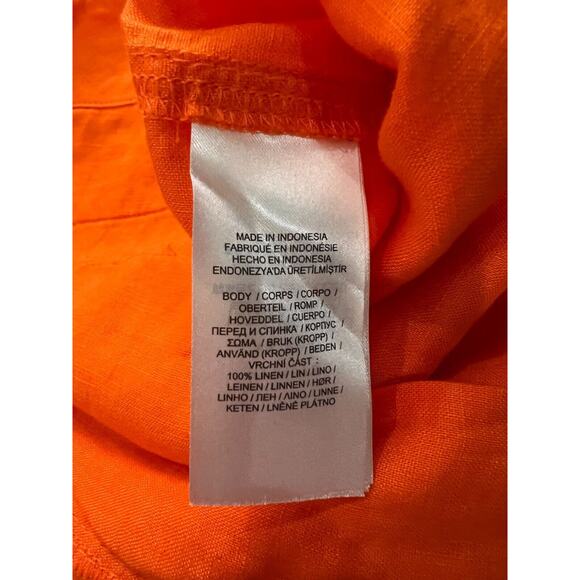 MADE IN INDONESIA
FABRIQUÉ EN INDONÉSIE
HECHO EN INDONESIA
ENDONEZYA'DA ÜRETİLMİŞTİR
BODY / CORPS / CORPO /
OBERTEIL / ROMP /
HOVEDDEL / CUERPO /
ПЕРЕД И СПИНКА / КОРПУС /
ΣΩΜΑ / BRUK (KROPP) /
ANVÄND (KROPP) / BEDEN /
VRCHNÍ ČÁST :
100% LINEN / LIN / LINO /
LEINEN / LINNEN / HØR /
LINHO / ЛЕН / ΛΙΝΟ / LINNE /
KETEN / LNĚNÉ PLÁTNO